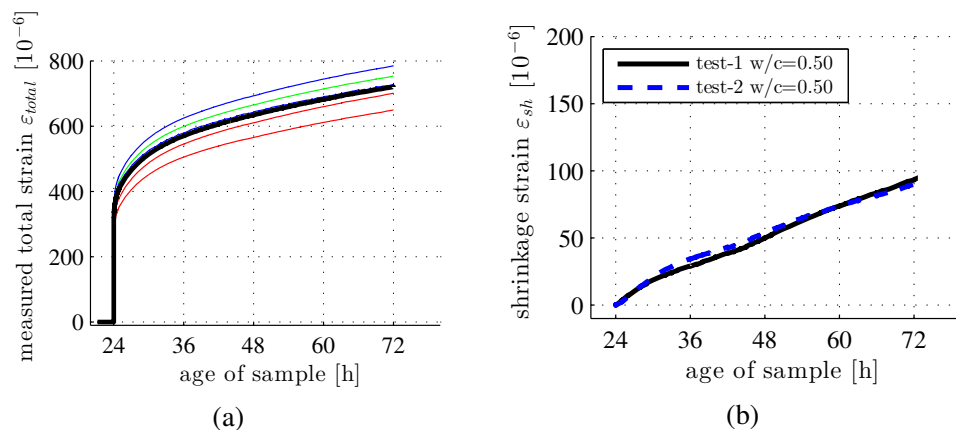 measured total strain ε_total [10^-6]
800
600
400
200
0
24 36 48 60 72
age of sample [h]
(a)
shrinkage strain ε_sh [10^-6]
200
150
100
50
0
test-1 w/c=0.50
test-2 w/c=0.50
24 36 48 60 72
age of sample [h]
(b)